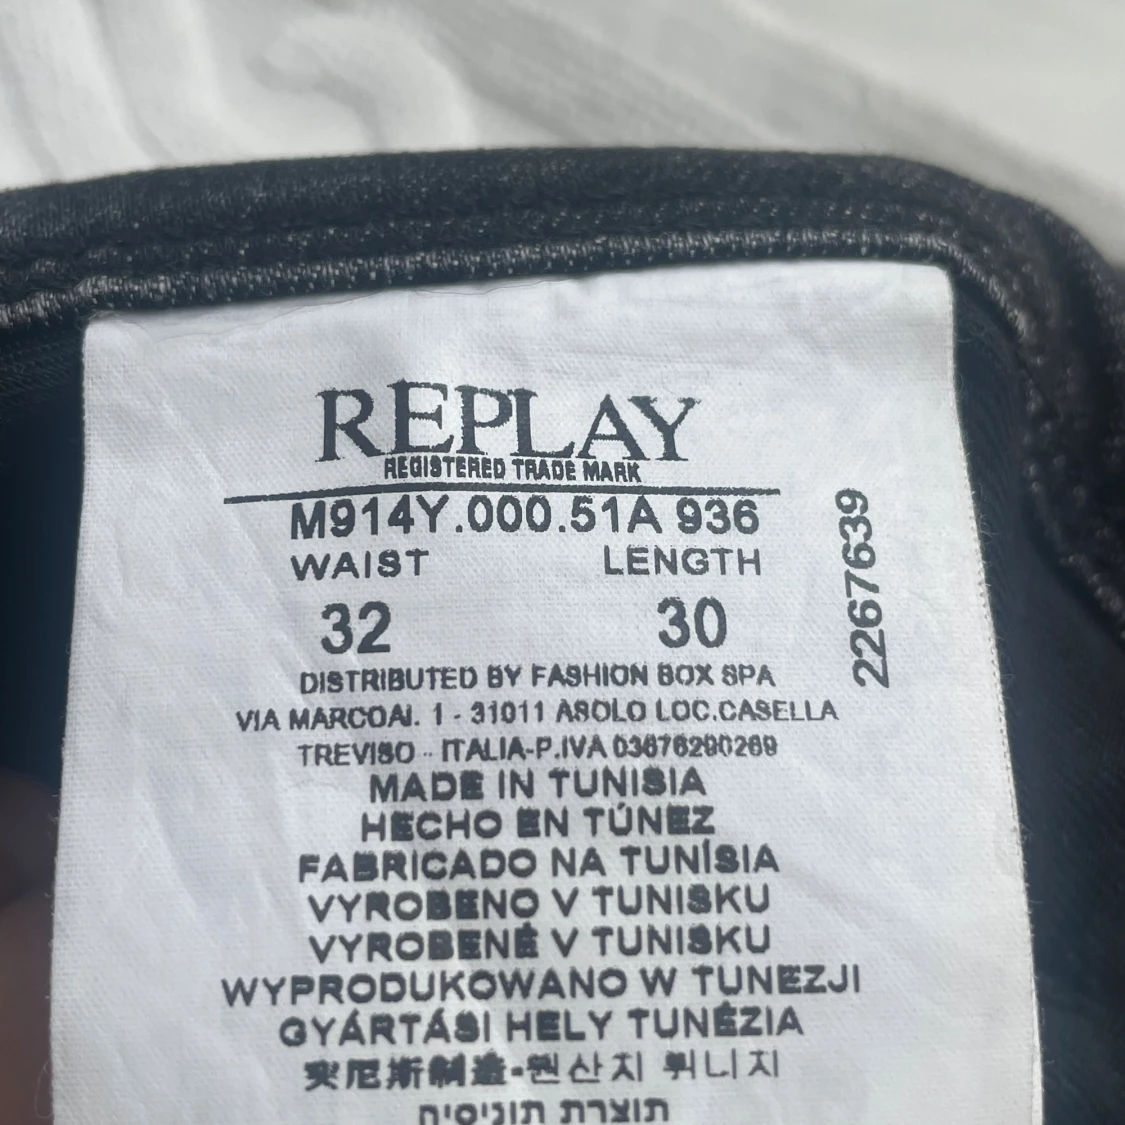 REPLAY
REGISTERED TRADE MARK
M914Y.000.51A 936
WAIST LENGTH
32 30
2267639
DISTRIBUTED BY FASHION BOX SPA
VIA MARCOAI. 1 - 31011 ASOLO LOC.CASELLA
TREVISO - ITALIA-P.IVA 03676290269
MADE IN TUNISIA
HECHO EN TÚNEZ
FABRICADO NA TUNÍSIA
VYROBENO V TUNISKU
VYROBENÉ V TUNISKU
WYPRODUKOWANO W TUNEZJI
GYÁRTÁSI HELY TUNÉZIA
突尼斯制造-원산지 튀니지
תוצרת תוניסיה